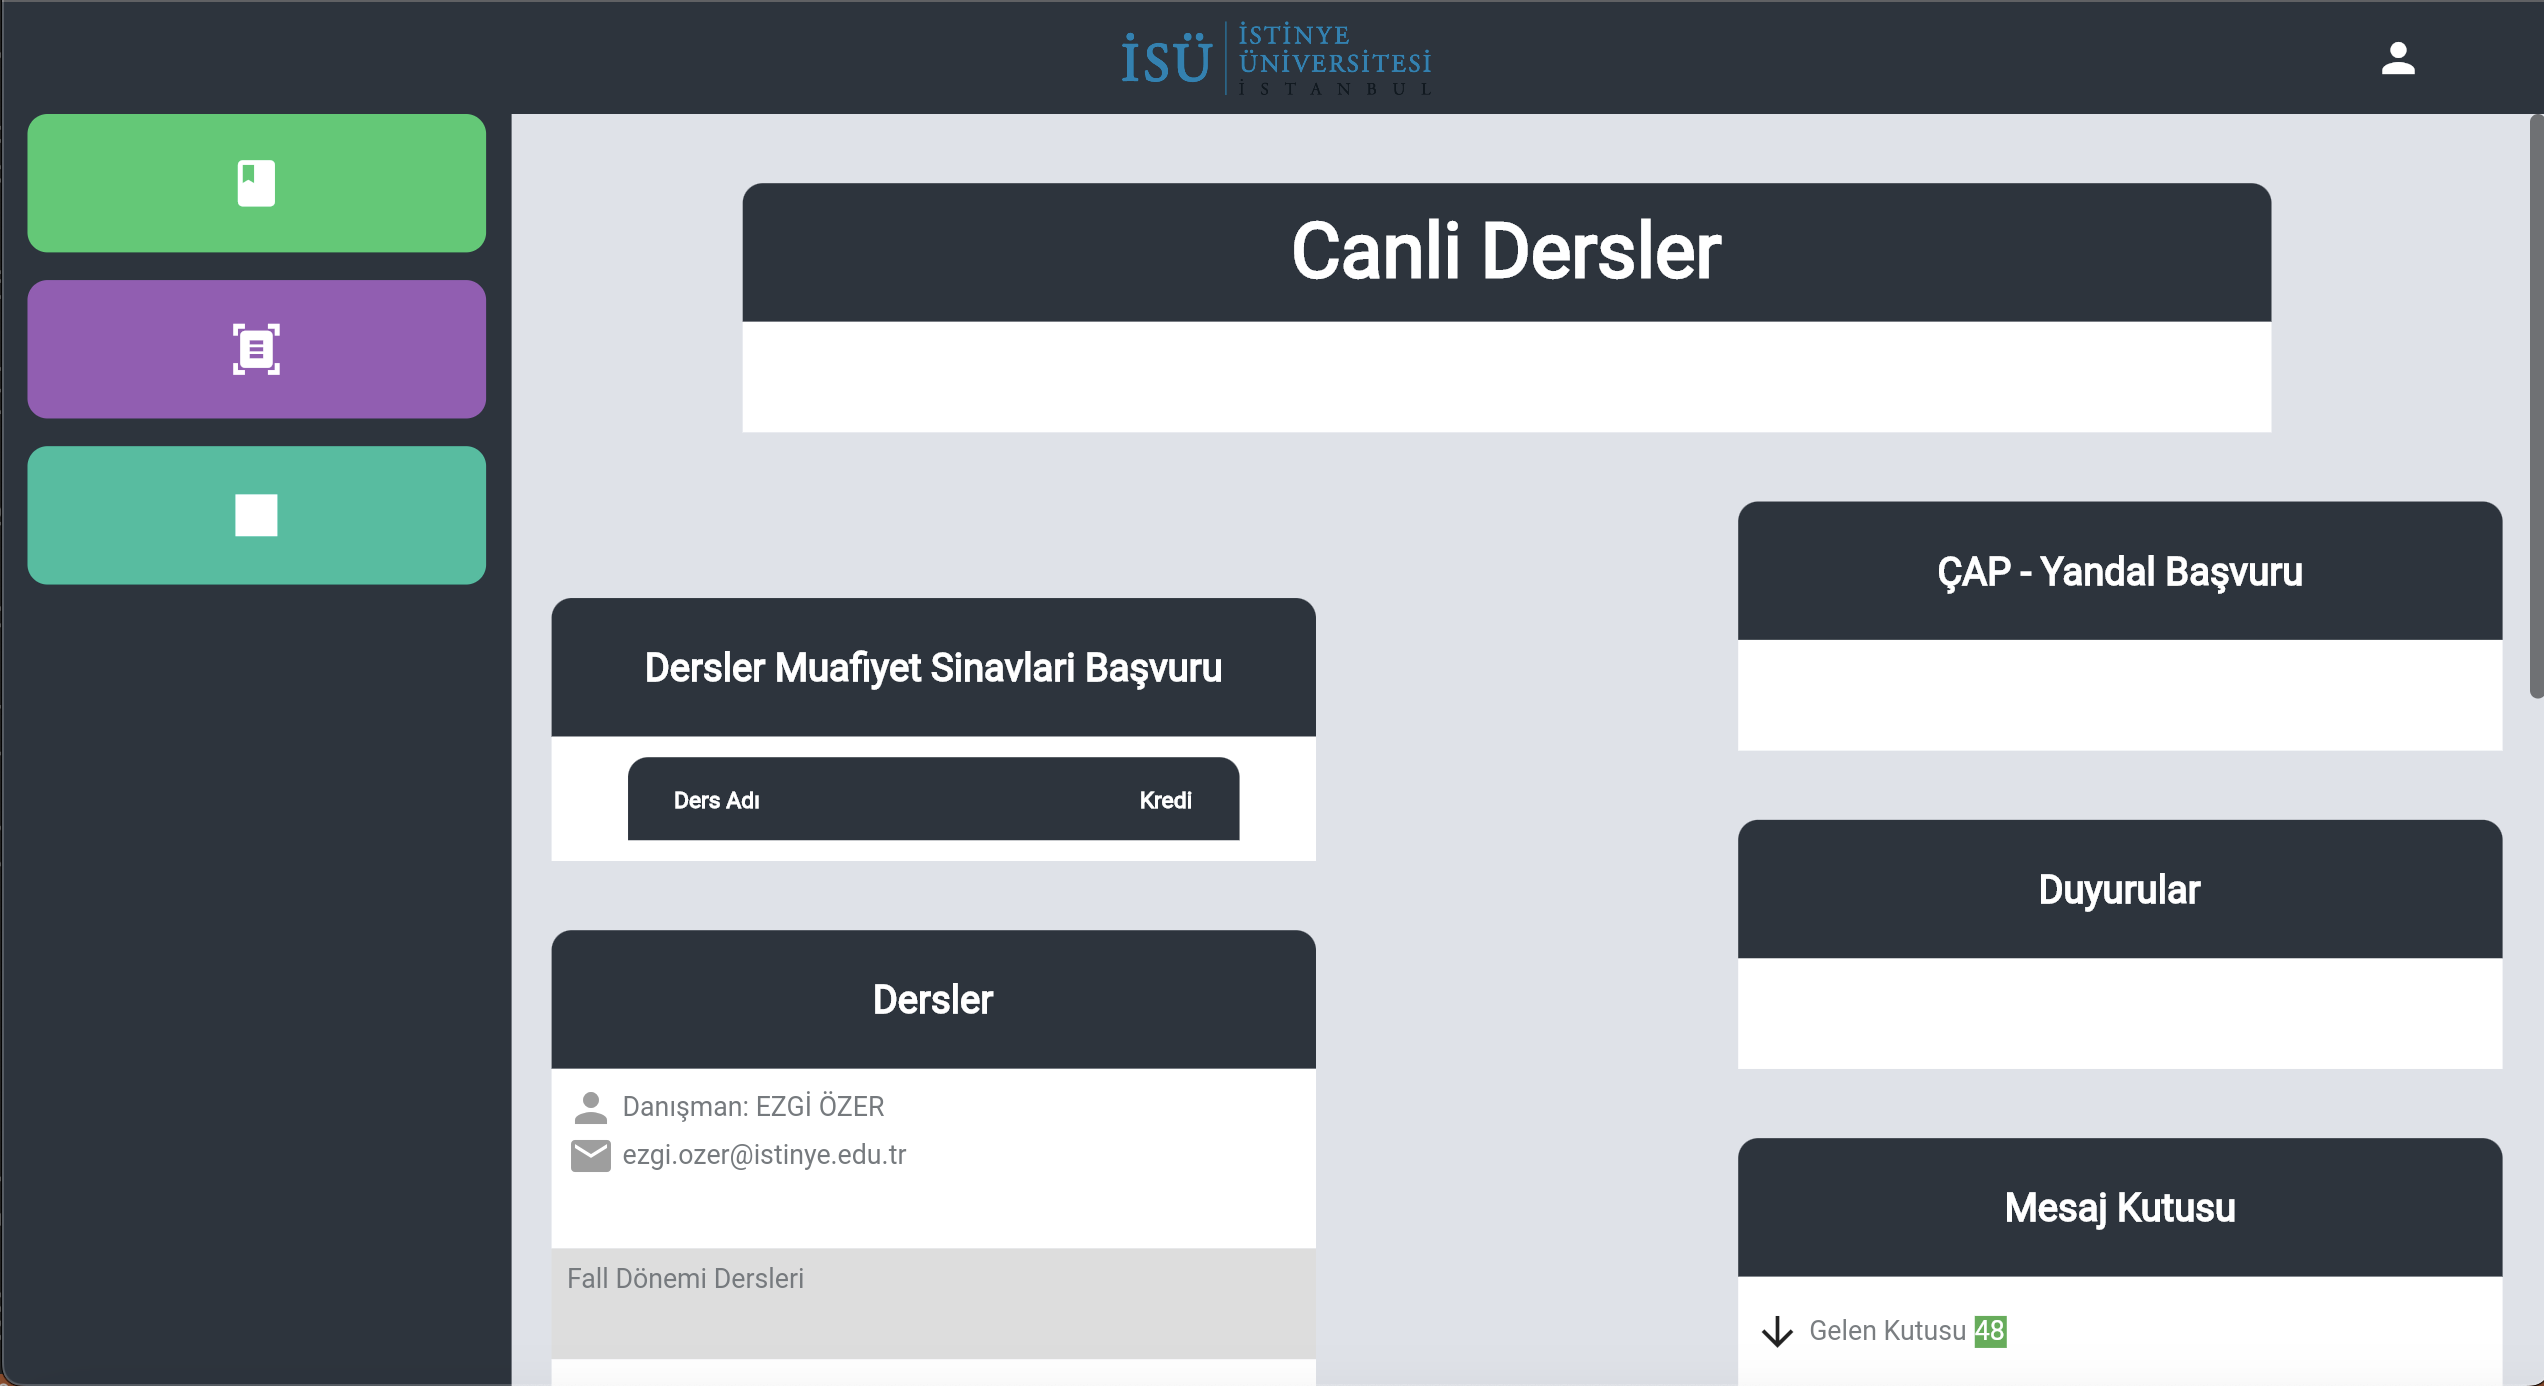 İSÜ
İSTİNYE
ÜNİVERSİTESİ
İSTANBUL
Canli Dersler
ÇAP - Yandal Başvuru
Dersler Muafiyet Sinavlari Başvuru
Ders Adı Kredi
Duyurular
Dersler
Danışman: EZGİ ÖZER
ezgi.ozer@istinye.edu.tr
Mesaj Kutusu
Fall Dönemi Dersleri
Gelen Kutusu 48